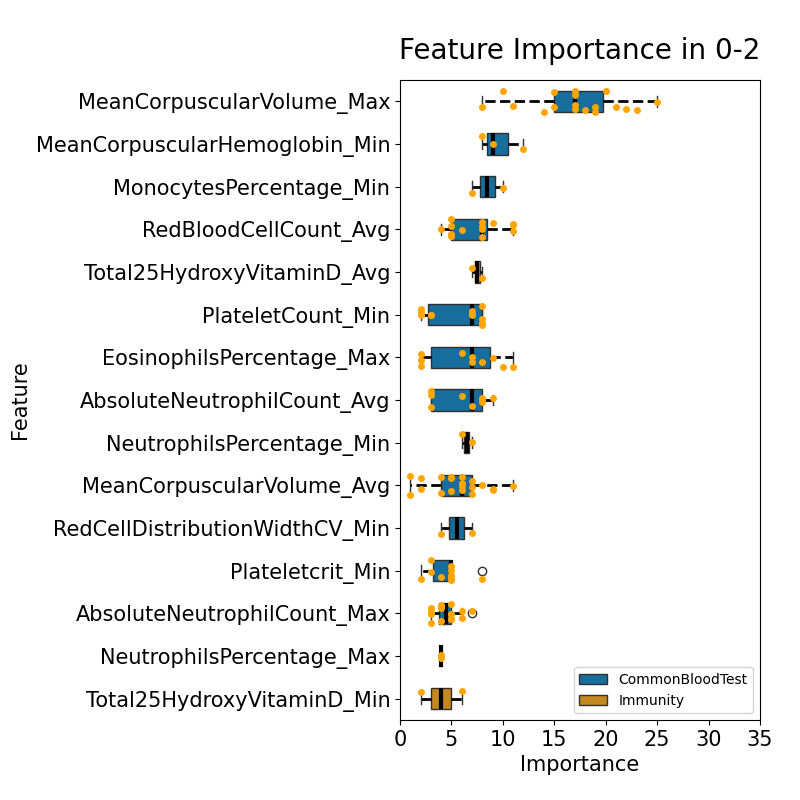 Feature Importance in 0-2
MeanCorpuscularVolume_Max
MeanCorpuscularHemoglobin_Min
MonocytesPercentage_Min
RedBloodCellCount_Avg
Total25HydroxyVitaminD_Avg
PlateletCount_Min
EosinophilsPercentage_Max
AbsoluteNeutrophilCount_Avg
NeutrophilsPercentage_Min
MeanCorpuscularVolume_Avg
RedCellDistributionWidthCV_Min
Plateletcrit_Min
AbsoluteNeutrophilCount_Max
NeutrophilsPercentage_Max
Total25HydroxyVitaminD_Min
Feature
CommonBloodTest
Immunity
0 5 10 15 20 25 30 35
Importance